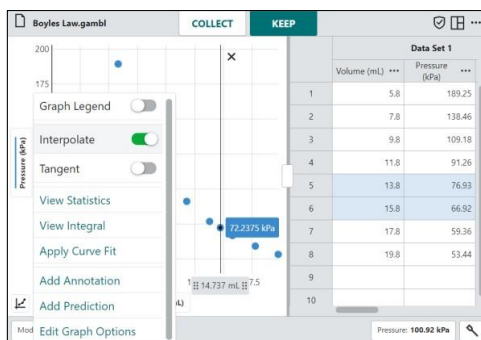 Boyles Law.gambl
COLLECT
KEEP
200
175
Pressure (kPa)
Graph Legend
Interpolate
Tangent
View Statistics
View Integral
Apply Curve Fit
Add Annotation
Add Prediction
Edit Graph Options
72.2375 kPa
14.737 mL
7.5
Data Set 1
Volume (mL) Pressure (kPa)
1 5.8 189.25
2 7.8 138.46
3 9.8 109.18
4 11.8 91.26
5 13.8 76.93
6 15.8 66.92
7 17.8 59.36
8 19.8 53.44
9
10
Mod
Pressure: 100.92 kPa